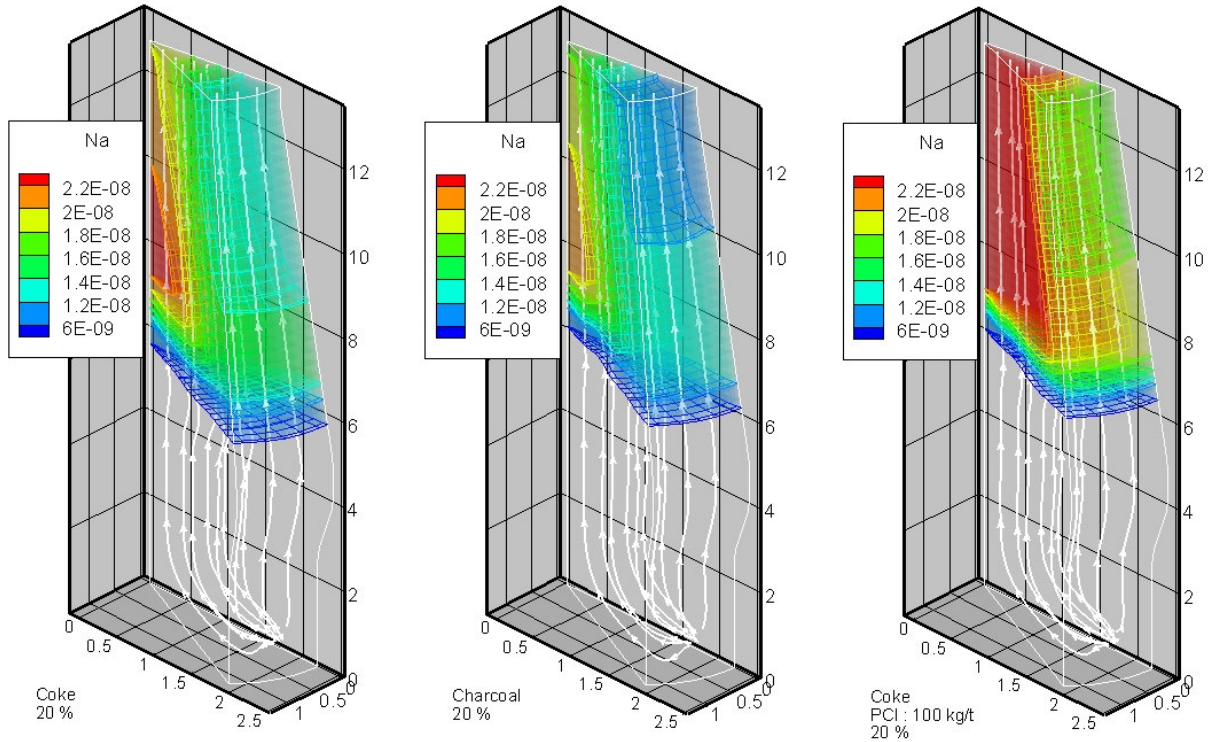 Na
2.2E-08
2E-08
1.8E-08
1.6E-08
1.4E-08
1.2E-08
6E-09
12
10
8
6
4
2
0
0
0.5
1
1.5
2
2.5
0
0.5
1
Coke
20 %
Na
2.2E-08
2E-08
1.8E-08
1.6E-08
1.4E-08
1.2E-08
6E-09
12
10
8
6
4
2
0
0
0.5
1
1.5
2
2.5
0
0.5
1
Charcoal
20 %
Na
2.2E-08
2E-08
1.8E-08
1.6E-08
1.4E-08
1.2E-08
6E-09
12
10
8
6
4
2
0
0
0.5
1
1.5
2
2.5
0
0.5
1
Coke
PCI : 100 kg/t
20 %